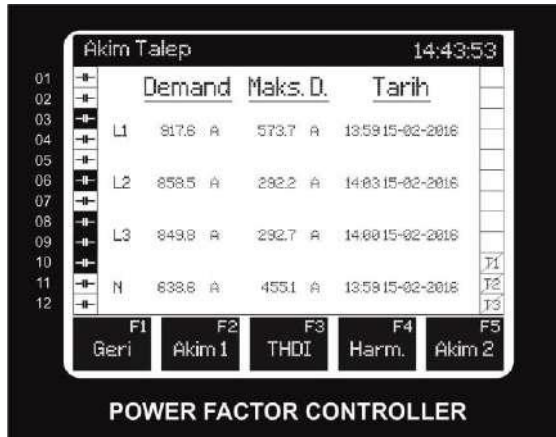 Akim Talep 14:43:53
Demand Maks. D. Tarih
L1 917.6 A 573.7 A 13:59 15-02-2016
L2 858.5 A 292.2 A 14:03 15-02-2016
L3 849.8 A 292.7 A 14:00 15-02-2016
N 638.6 A 455.1 A 13:59 15-02-2016
01
02
03
04
05
06
07
08
09
10
11
12
T1
T2
T3
F1 F2 F3 F4 F5
Geri Akim 1 THDI Harm. Akim 2
POWER FACTOR CONTROLLER